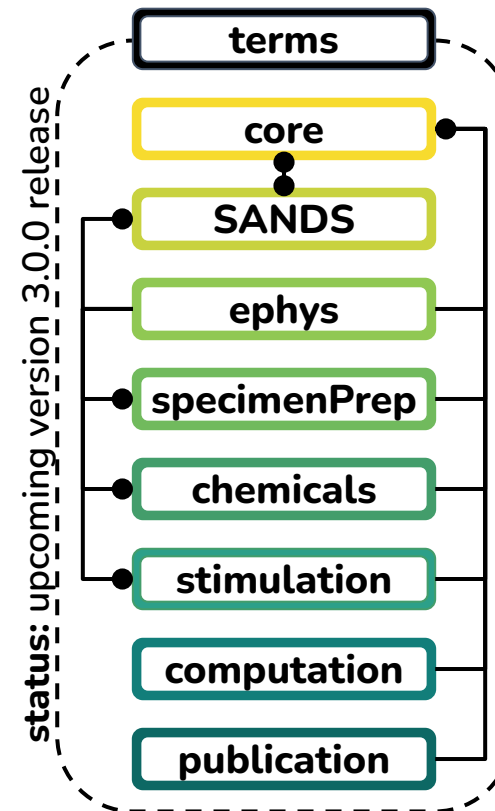 terms
core
SANDS
ephys
specimenPrep
chemicals
stimulation
computation
publication
status: upcoming version 3.0.0 release